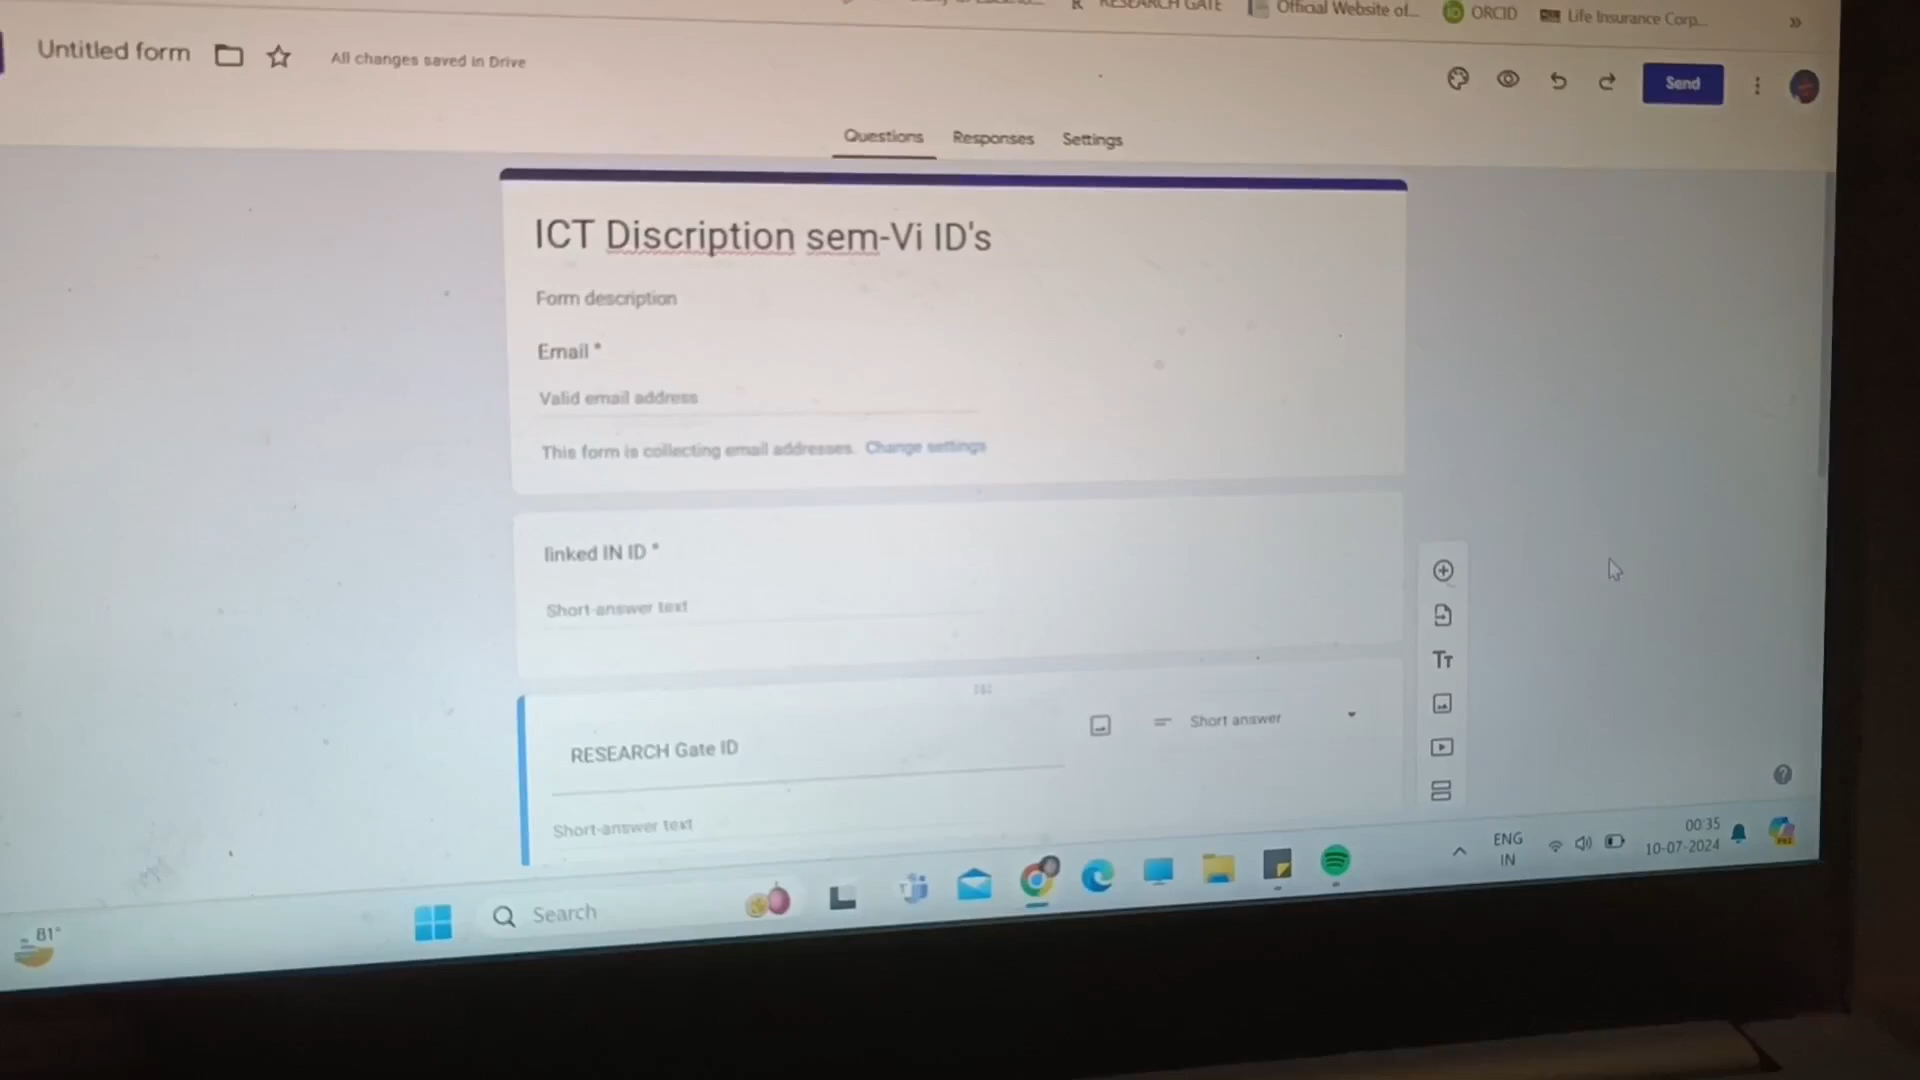 RESEARCH GATE
Official Website of...
ORCID
Life Insurance Corp...
Untitled form
All changes saved in Drive
Send
Questions
Responses
Settings
ICT Discription sem-Vi ID's
Form description
Email *
Valid email address
This form is collecting email addresses. Change settings
linked IN ID *
Short-answer text
RESEARCH Gate ID
Short answer
Short-answer text
81°
Search
ENG
IN
00:35
10-07-2024